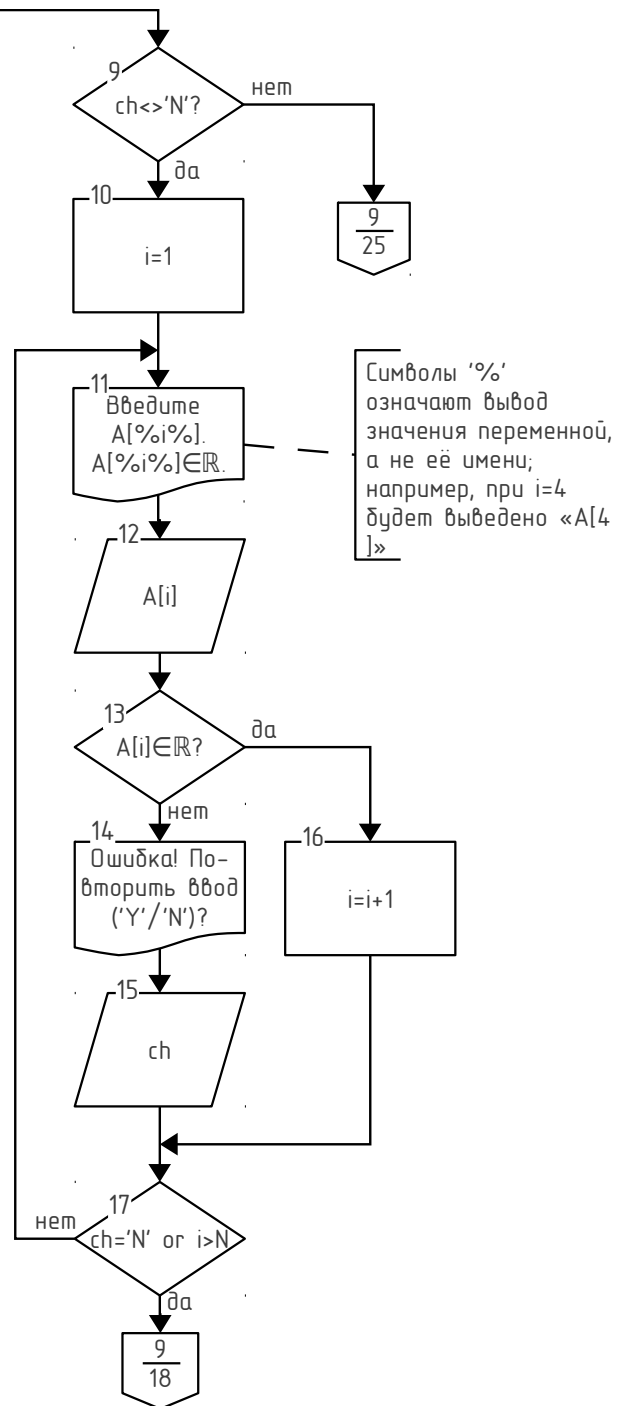 9
ch<>'N'?
нет
да
10
i=1
9
25
11
Введите
A[%i%].
A[%i%]∈ℝ.
Символы '%'
означают вывод
значения переменной,
а не её имени;
например, при i=4
будет выведено «A[4
]»
12
A[i]
13
A[i]∈ℝ?
да
нет
14
Ошибка! По-
вторить ввод
('Y'/'N')?
16
i=i+1
15
ch
17
нет
ch='N' or i>N
да
9
18